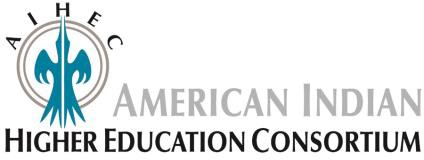 AIHEC
AMERICAN INDIAN
HIGHER EDUCATION CONSORTIUM